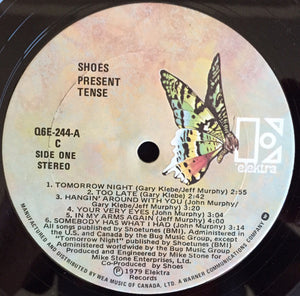 SHOES
PRESENT
TENSE
Q6E-244-A
C
SIDE ONE
STEREO
elektra
1. TOMORROW NIGHT (Gary Klebe/Jeff Murphy) 2:55
2. TOO LATE (Gary Klebe) 2:52
3. HANGIN' AROUND WITH YOU (John Murphy/
Gary Klebe/Jeff Murphy) 3:20
4. YOUR VERY EYES (John Murphy) 3:04
5. IN MY ARMS AGAIN (Jeff Murphy) 4:00
6. SOMEBODY HAS WHAT I HAD (John Murphy)
All songs published by Shoetunes (BMI). Administered in the
U.S. and Canada by the Bug Music Group, except
"Tomorrow Night" published by Shoetunes (BMI),
Administered worldwide by the Bug Music Group
Produced and Engineered by Mike Stone for Mike
Stone Enterprises, Ltd.
Co-Produced by Shoes
℗ 1979 Elektra
Records
MANUFACTURED AND DISTRIBUTED BY WEA MUSIC OF CANADA, LTD. A WARNER COMMUNICATIONS COMPANY